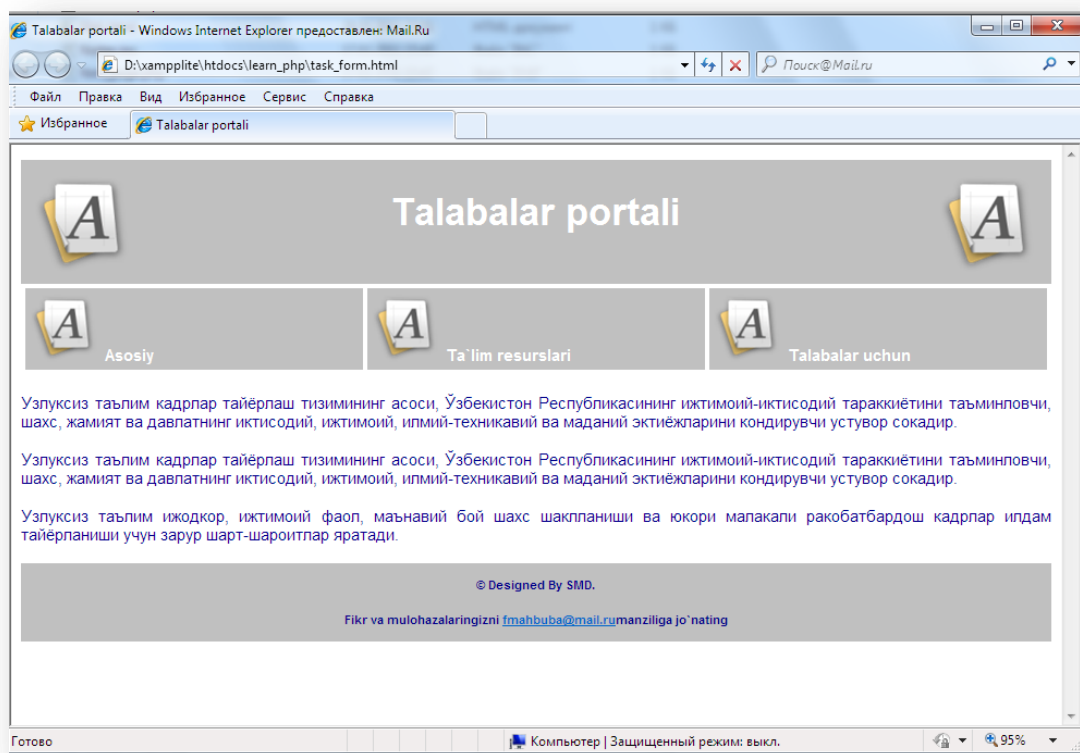 Talabalar portali - Windows Internet Explorer предоставлен: Mail.Ru
D:\xampplite\htdocs\learn_php\task_form.html
Поиск@Mail.ru
Файл Правка Вид Избранное Сервис Справка
Избранное Talabalar portali
A Talabalar portali A
A Asosiy A Ta`lim resurslari A Talabalar uchun
Узлуксиз таълим кадрлар тайёрлаш тизимининг асоси, Ўзбекистон Республикасининг ижтимоий-иктисодий тараккиётини таъминловчи,
шахс, жамият ва давлатнинг иктисодий, ижтимоий, илмий-техникавий ва маданий эктиёжларини кондирувчи устувор сокадир.
Узлуксиз таълим кадрлар тайёрлаш тизимининг асоси, Ўзбекистон Республикасининг ижтимоий-иктисодий тараккиётини таъминловчи,
шахс, жамият ва давлатнинг иктисодий, ижтимоий, илмий-техникавий ва маданий эктиёжларини кондирувчи устувор сокадир.
Узлуксиз таълим ижодкор, ижтимоий фаол, маънавий бой шахс шаклланиши ва юкори малакали ракобатбардош кадрлар илдам
тайёрланиши учун зарур шарт-шароитлар яратади.
© Designed By SMD.
Fikr va mulohazalaringizni fmahbuba@mail.rumanziliga jo`nating
Готово Компьютер | Защищенный режим: выкл. 95%